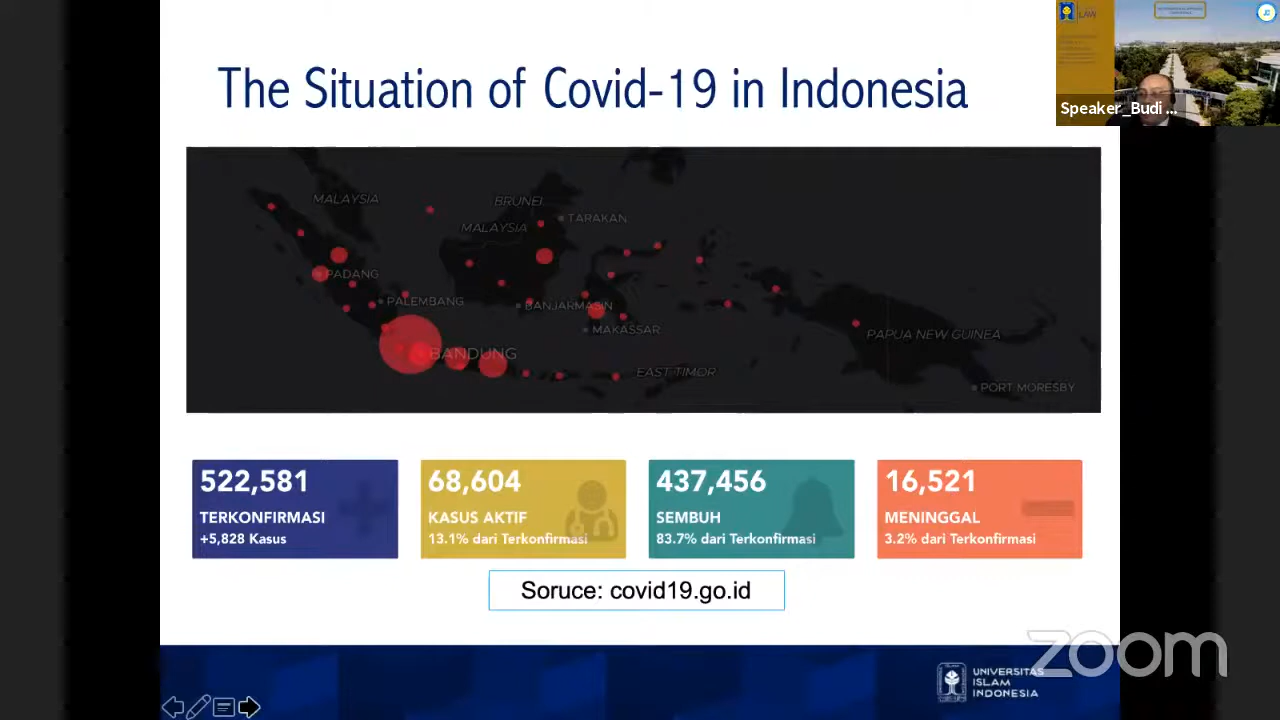 The Situation of Covid-19 in Indonesia
LAW
Speaker_Budi ...
MALAYSIA
BRUNEI
TARAKAN
MALAYSIA
PADANG
PALEMBANG
BANJARMASIN
MAKASSAR
BANDUNG
PAPUA NEW GUINEA
EAST TIMOR
PORT MORESBY
522,581
TERKONFIRMASI
+5,828 Kasus
68,604
KASUS AKTIF
13.1% dari Terkonfirmasi
437,456
SEMBUH
83.7% dari Terkonfirmasi
16,521
MENINGGAL
3.2% dari Terkonfirmasi
Soruce: covid19.go.id
UNIVERSITAS
ISLAM
INDONESIA
zoom